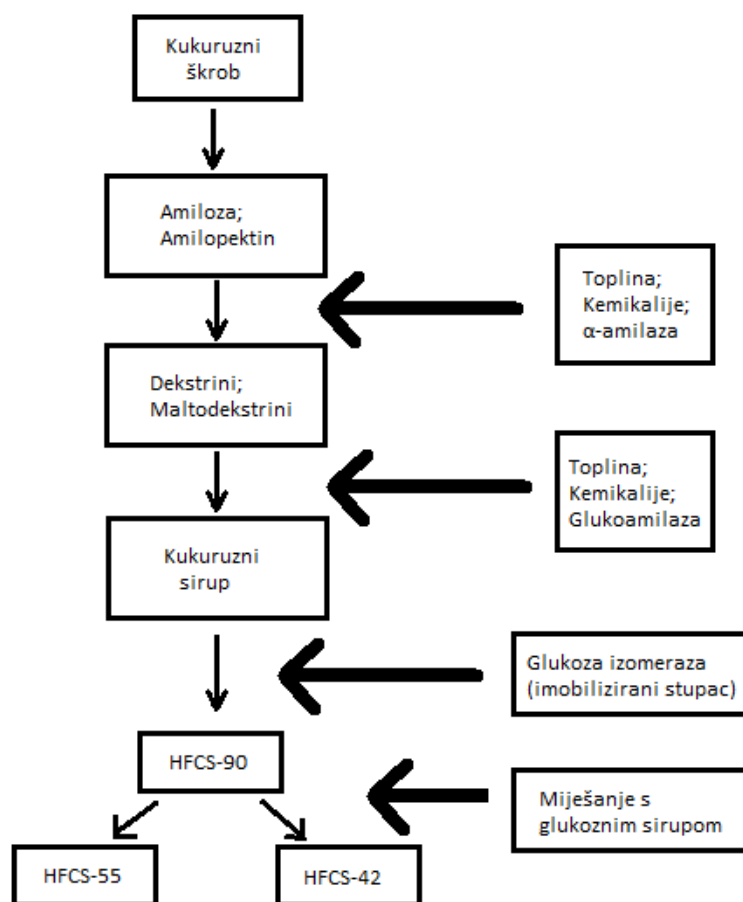 Kukuruzni
škrob
Amiloza;
Amilopektin
Toplina;
Kemikalije;
α-amilaza
Dekstrini;
Maltodekstrini
Toplina;
Kemikalije;
Glukoamilaza
Kukuruzni
sirup
Glukoza izomeraza
(imobilizirani stupac)
HFCS-90
Miješanje s
glukoznim sirupom
HFCS-55
HFCS-42